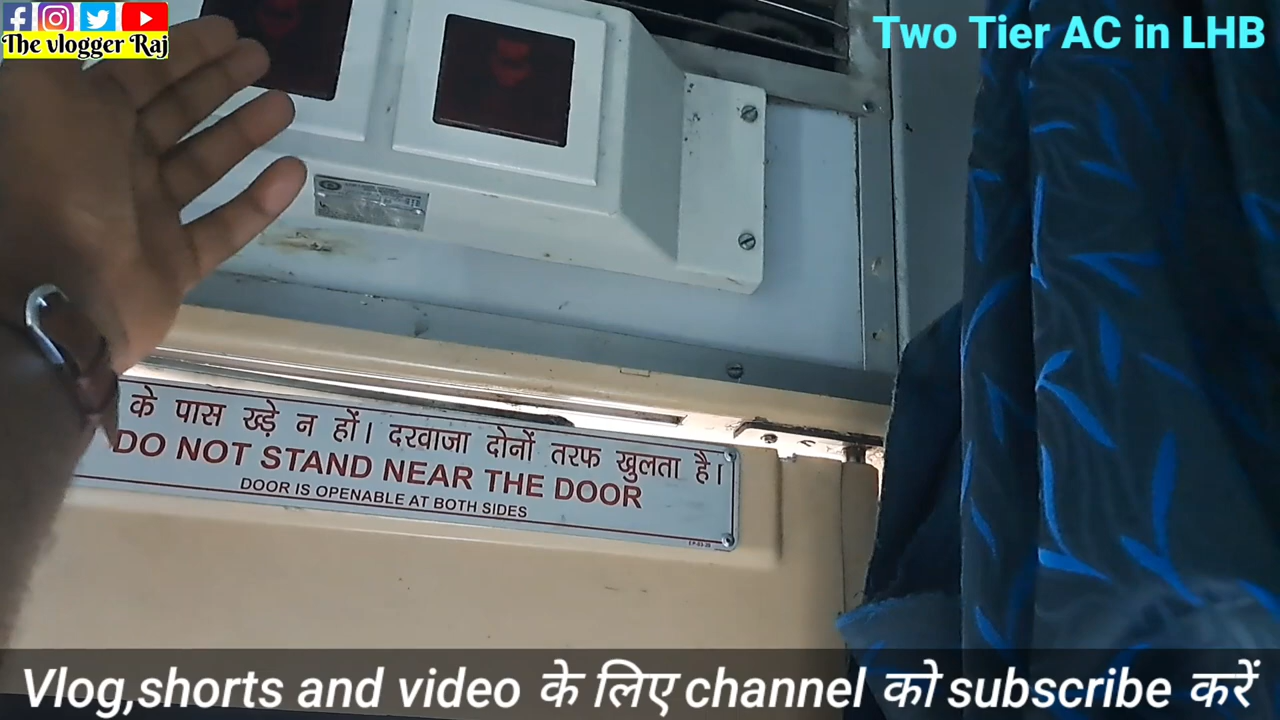 The vlogger Raj
Two Tier AC in LHB
के पास खड़े न हों। दरवाजा दोनों तरफ खुलता है।
DO NOT STAND NEAR THE DOOR
DOOR IS OPENABLE AT BOTH SIDES
Vlog,shorts and video के लिए channel को subscribe करें